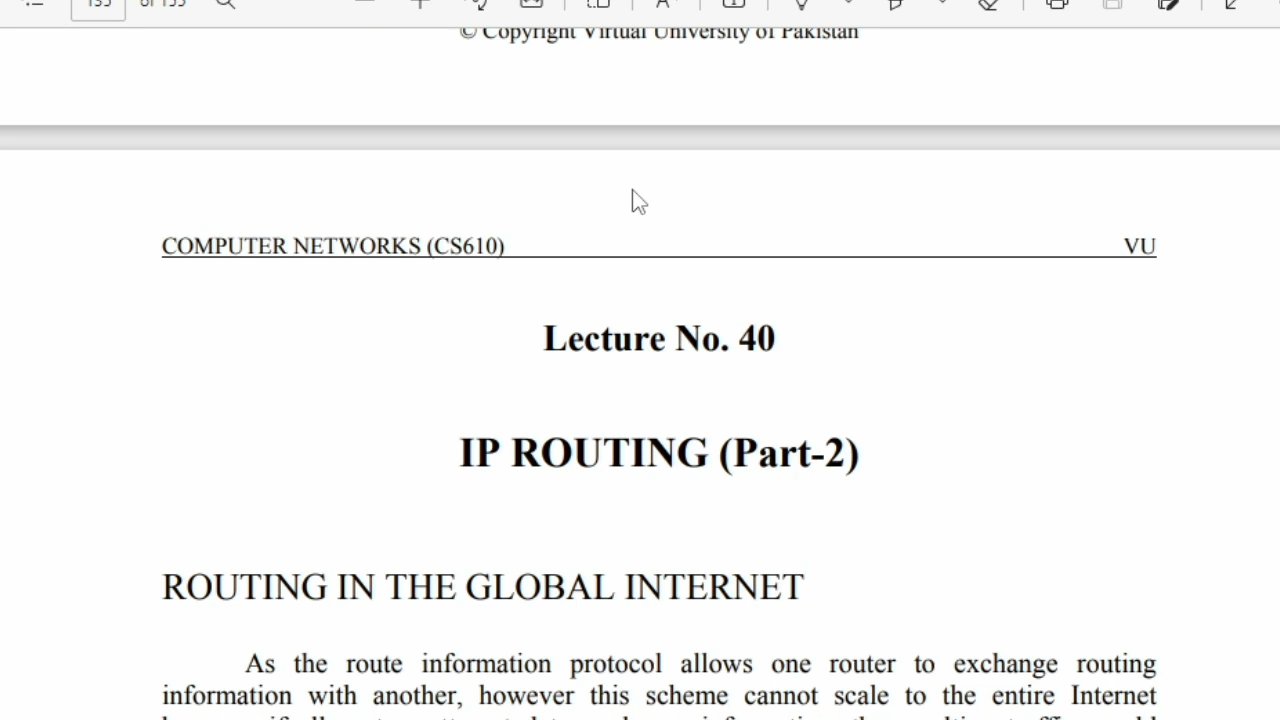 © Copyright Virtual University of Pakistan
COMPUTER NETWORKS (CS610) VU
Lecture No. 40
IP ROUTING (Part-2)
ROUTING IN THE GLOBAL INTERNET
As the route information protocol allows one router to exchange routing
information with another, however this scheme cannot scale to the entire Internet